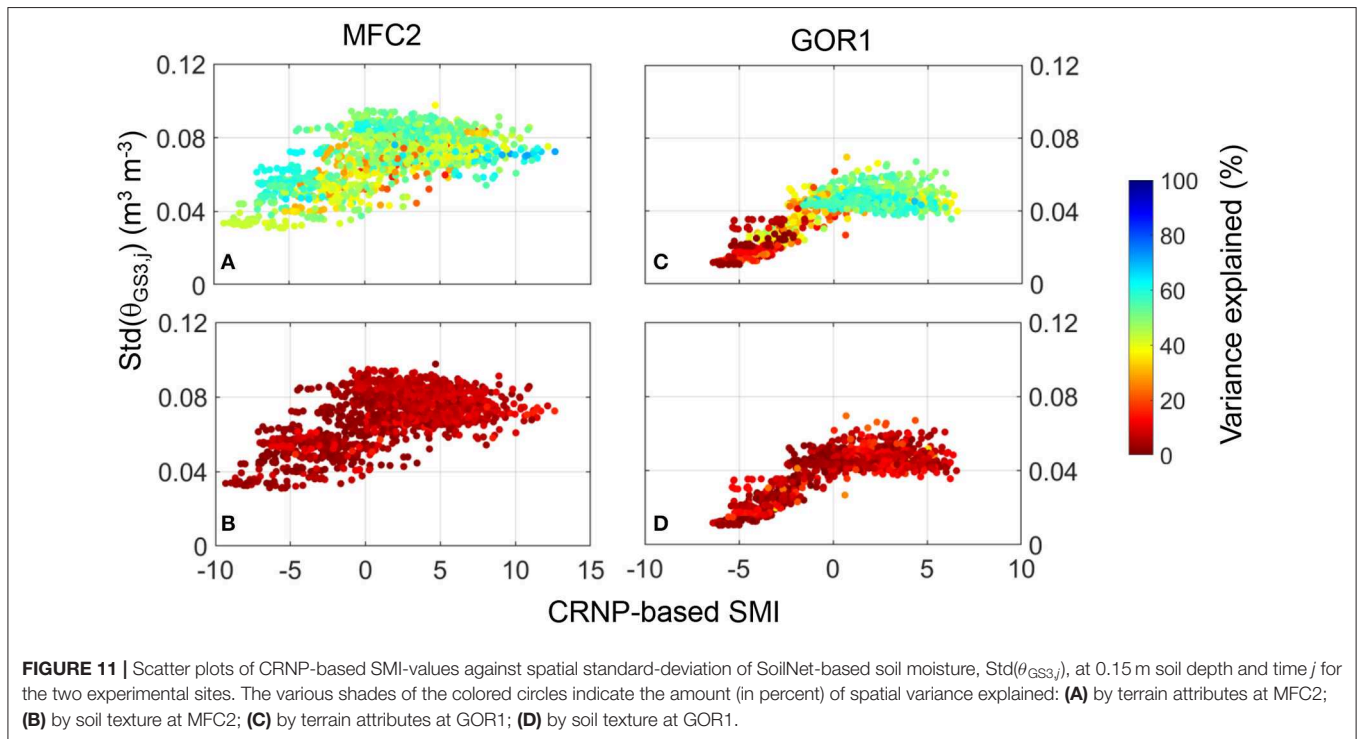 MFC2
GOR1
Std(θGS3,j) (m³ m⁻³)
0.12
0.08
0.04
0
A
0.12
0.08
0.04
0
C
0.12
0.08
0.04
0
B
-10 -5 0 5 10 15
0.12
0.08
0.04
0
D
-10 -5 0 5 10
CRNP-based SMI
100
80
60
40
20
0
Variance explained (%)
FIGURE 11 | Scatter plots of CRNP-based SMI-values against spatial standard-deviation of SoilNet-based soil moisture, Std(θGS3,j), at 0.15 m soil depth and time j for
the two experimental sites. The various shades of the colored circles indicate the amount (in percent) of spatial variance explained: (A) by terrain attributes at MFC2;
(B) by soil texture at MFC2; (C) by terrain attributes at GOR1; (D) by soil texture at GOR1.